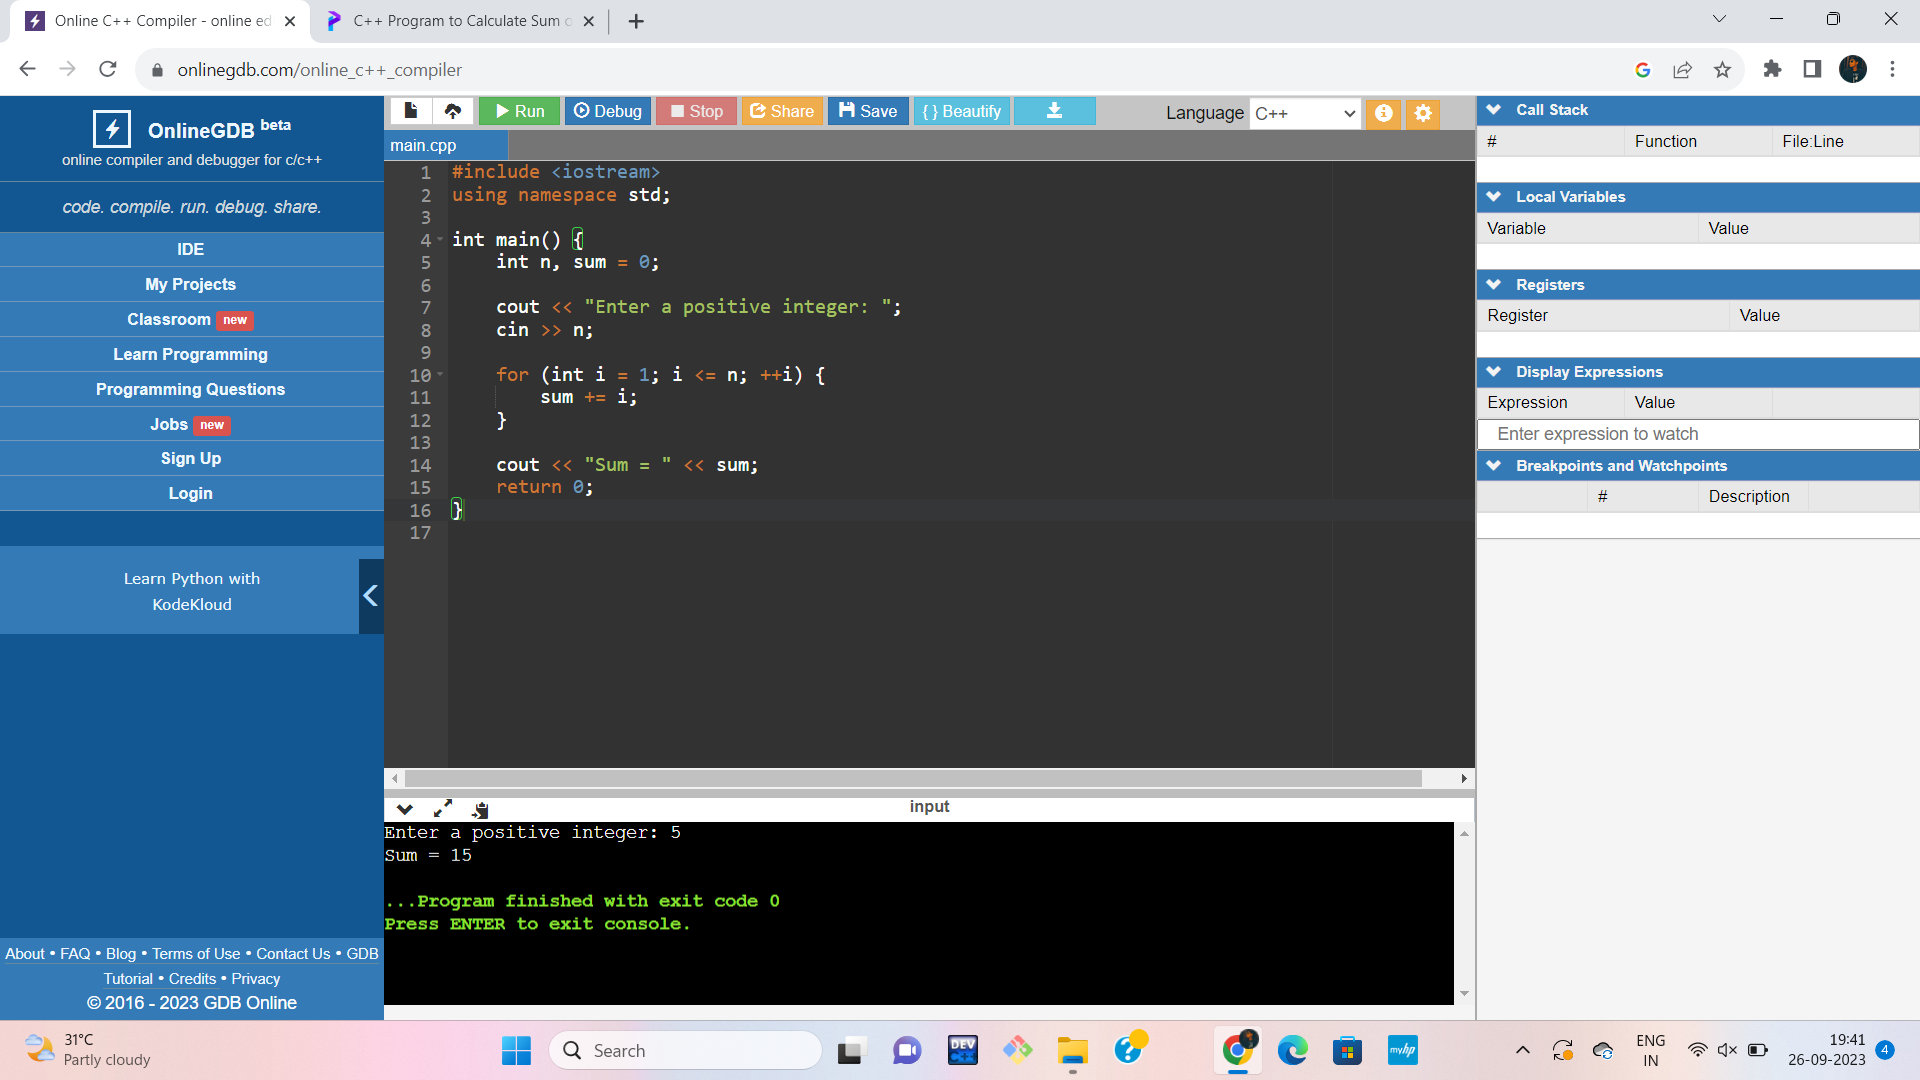 Online C++ Compiler - online ed
C++ Program to Calculate Sum o
onlinegdb.com/online_c++_compiler
OnlineGDB beta
online compiler and debugger for c/c++
code. compile. run. debug. share.
IDE
My Projects
Classroom new
Learn Programming
Programming Questions
Jobs new
Sign Up
Login
Learn Python with
KodeKloud
About • FAQ • Blog • Terms of Use • Contact Us • GDB
Tutorial • Credits • Privacy
© 2016 - 2023 GDB Online
Run Debug Stop Share Save { } Beautify Language C++
main.cpp
1 #include <iostream>
2 using namespace std;
3
4 int main() {
5 int n, sum = 0;
6
7 cout << "Enter a positive integer: ";
8 cin >> n;
9
10 for (int i = 1; i <= n; ++i) {
11 sum += i;
12 }
13
14 cout << "Sum = " << sum;
15 return 0;
16 }
17
input
Enter a positive integer: 5
Sum = 15
...Program finished with exit code 0
Press ENTER to exit console.
Call Stack
# Function File:Line
Local Variables
Variable Value
Registers
Register Value
Display Expressions
Expression Value
Enter expression to watch
Breakpoints and Watchpoints
# Description
31°C
Partly cloudy
Search
DEV
C++
myhp
ENG
IN
19:41
26-09-2023
4